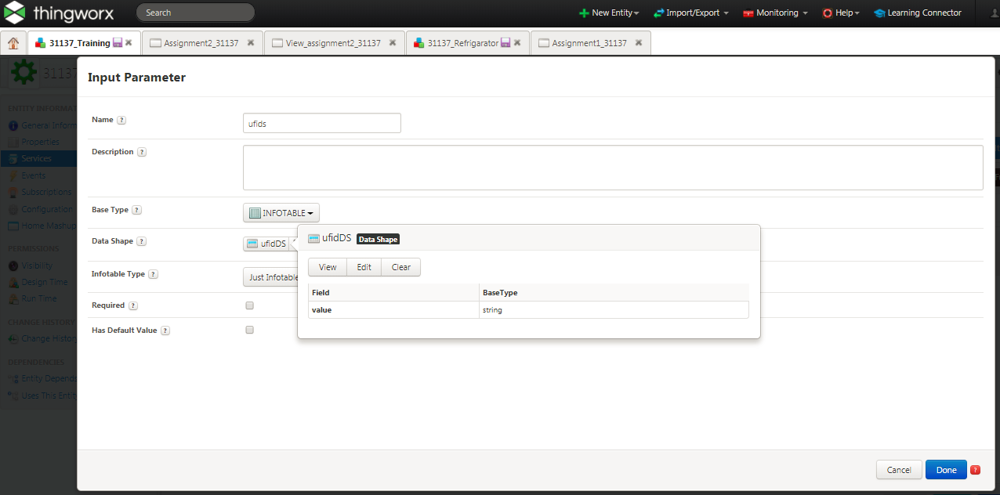 thingworx
Search
New Entity
Import/Export
Monitoring
Help
Learning Connector
31137_Training
Assignment2_31137
View_assignment2_31137
31137_Refrigarator
Assignment1_31137
31137
Input Parameter
ENTITY INFORMAT
General Inform
Properties
Services
Events
Subscriptions
Configuration
Home Mashup
PERMISSIONS
Visibility
Design Time
Run Time
CHANGE HISTORY
Change History
DEPENDENCIES
Entity Depends
Uses This Entity
Name ?
ufids
Description ?
Base Type ?
INFOTABLE
Data Shape ?
ufidDS
Infotable Type ?
Just Infotable
Required ?
Has Default Value ?
ufidDS Data Shape
View Edit Clear
Field BaseType
value string
Cancel Done ?